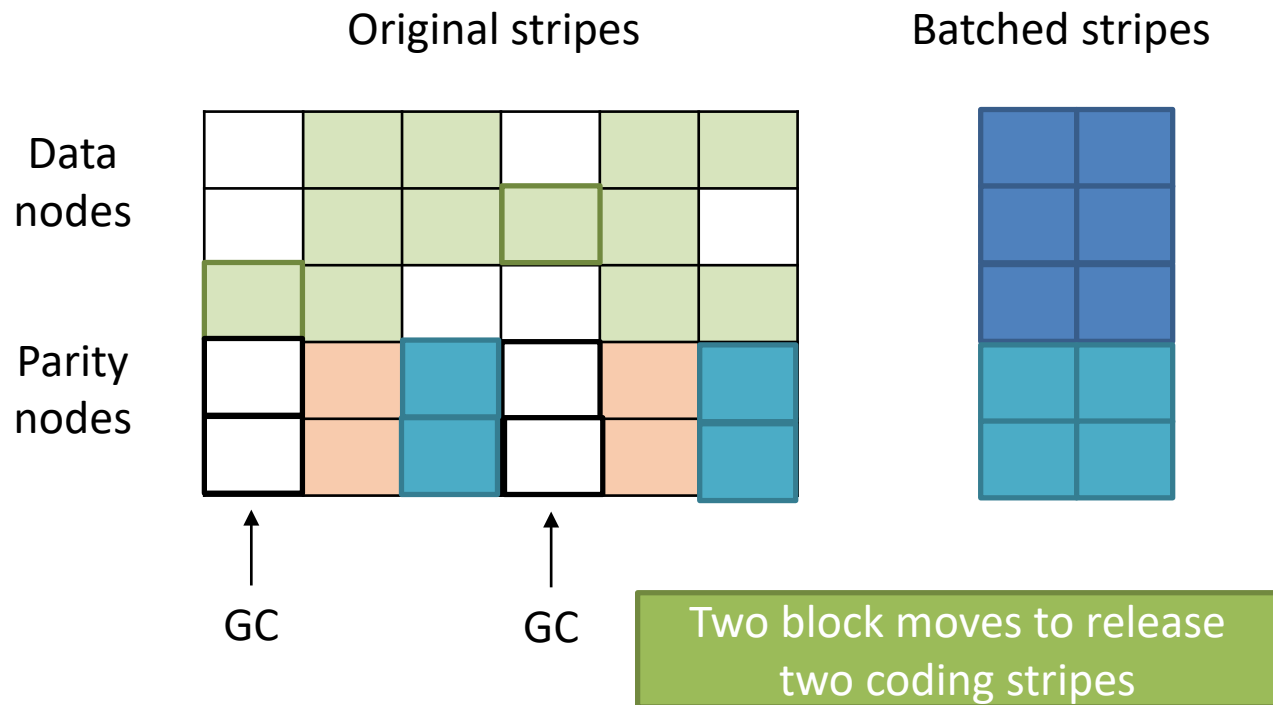 Original stripes
Batched stripes
Data
nodes
Parity
nodes
GC
GC
Two block moves to release
two coding stripes